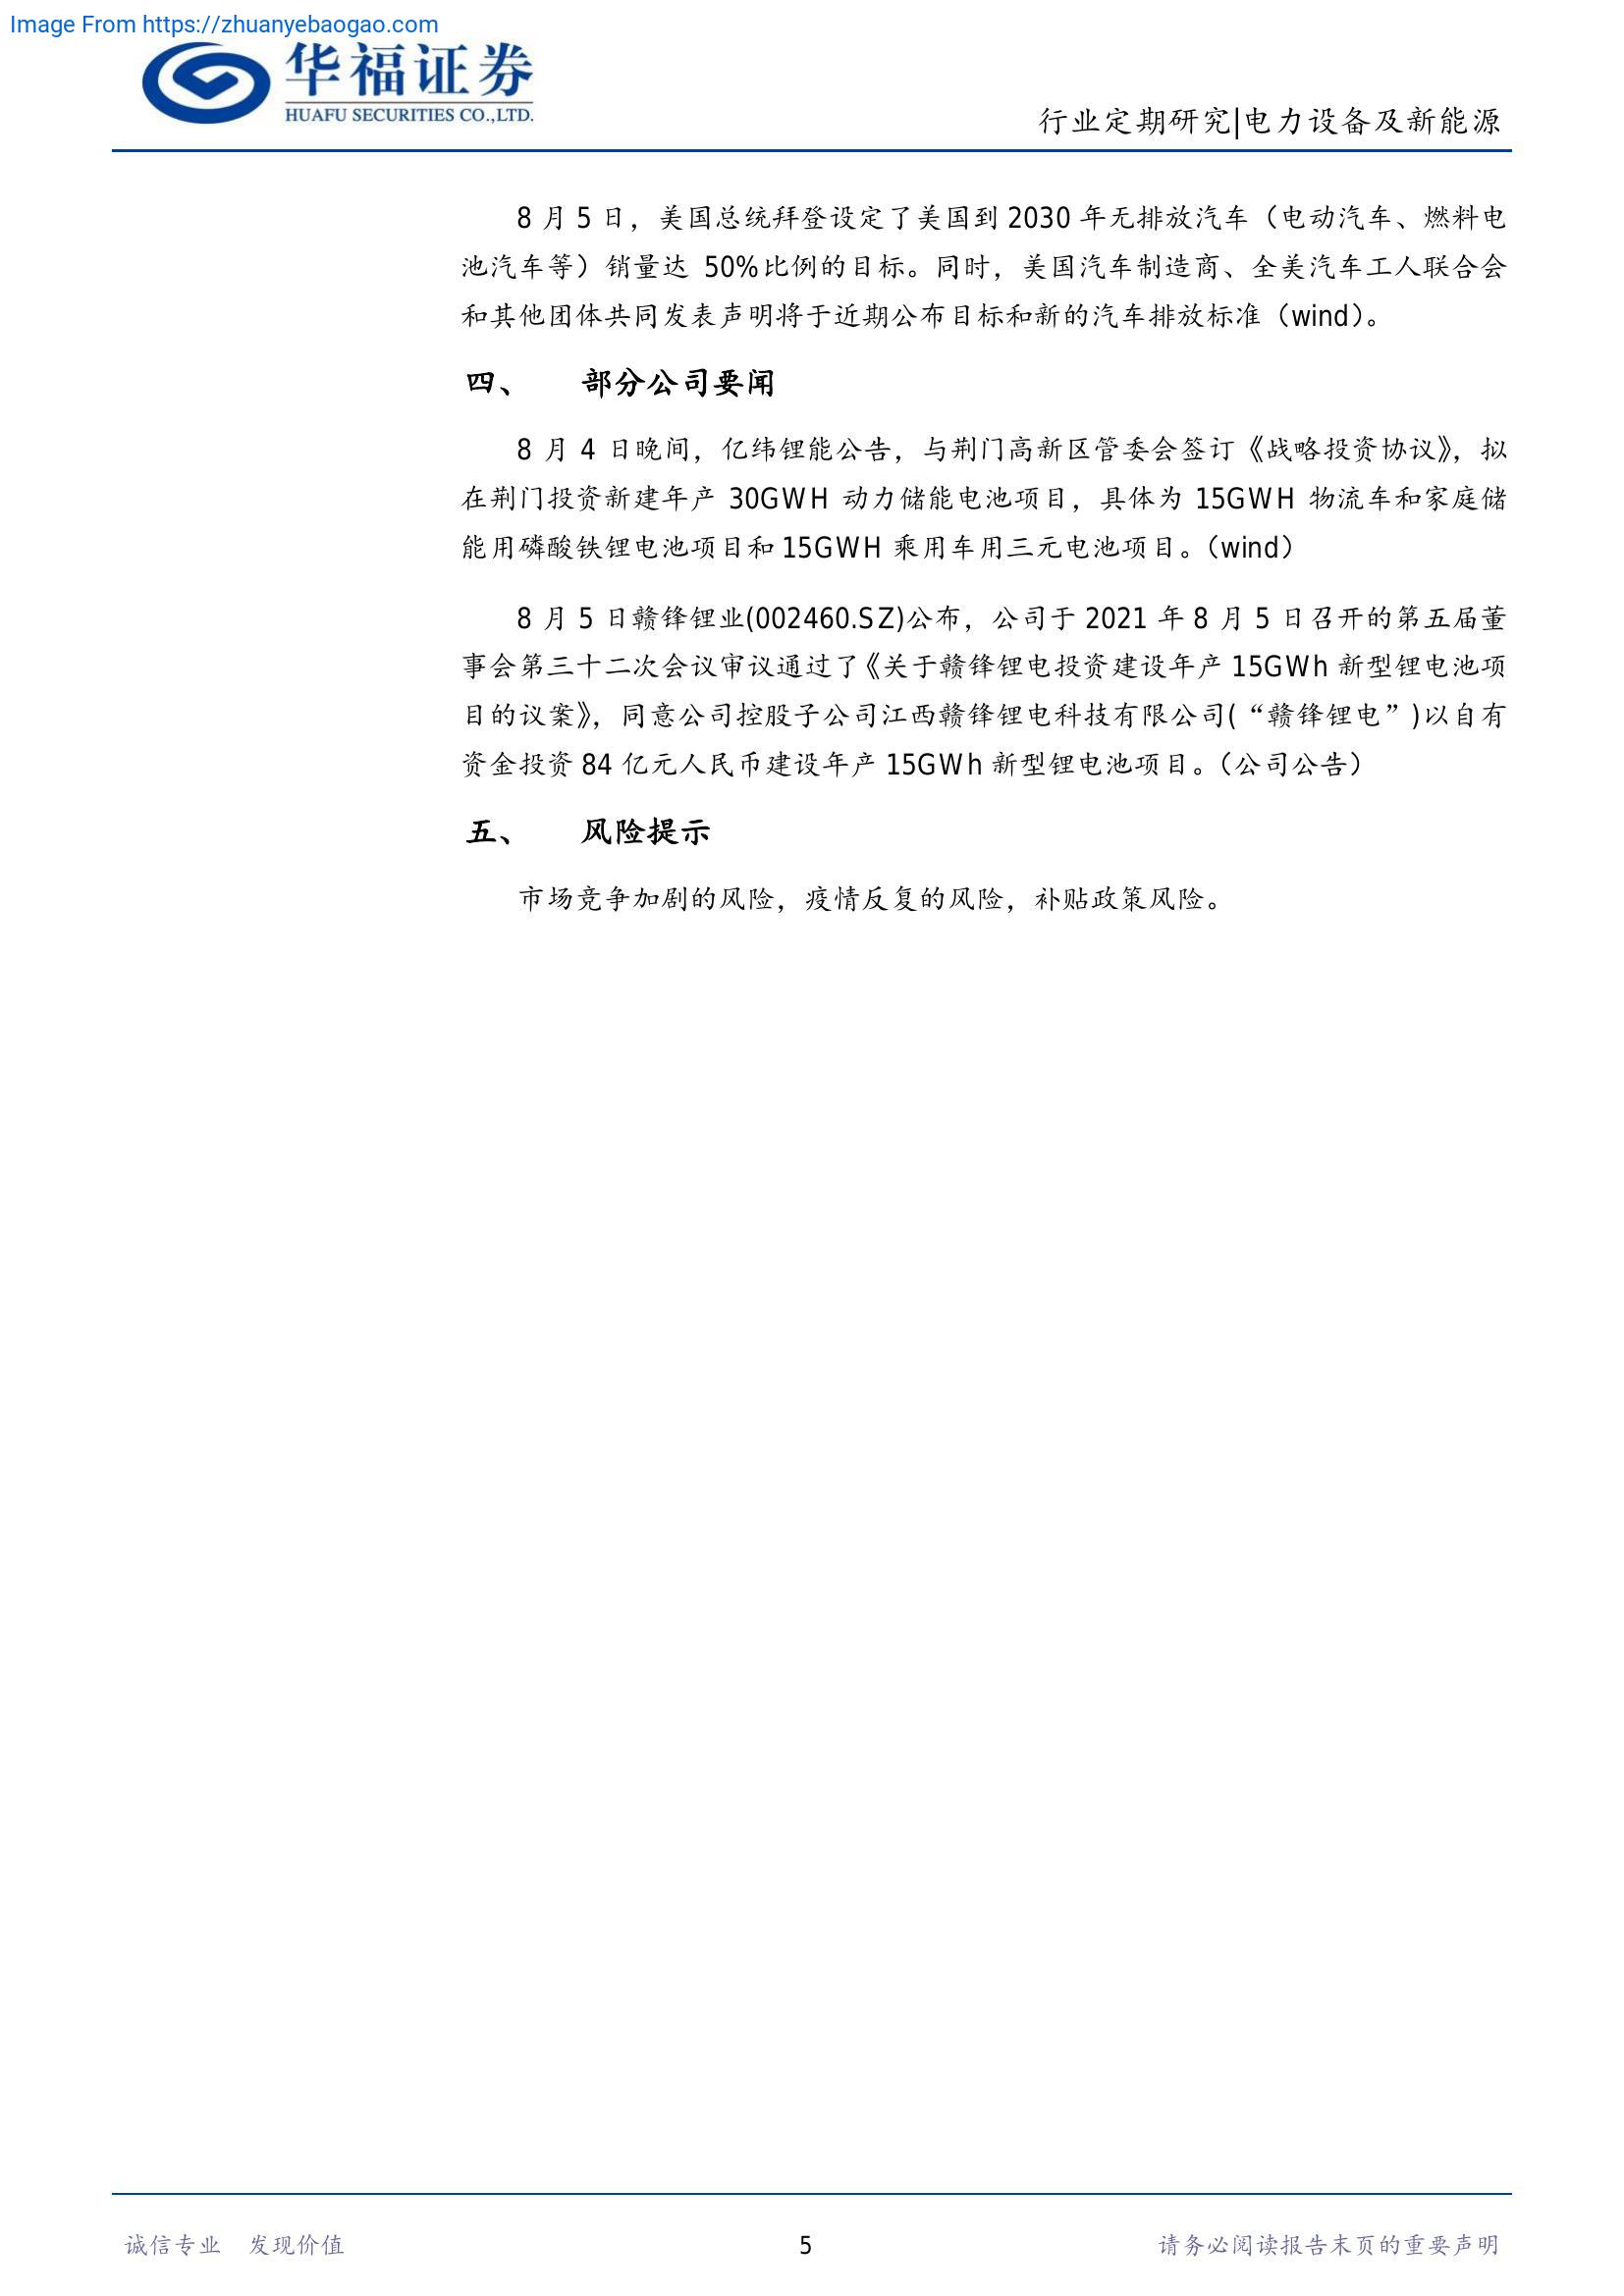 Image From https://zhuanyebaogao.com
华福证券
HUAFU SECURITIES CO.,LTD.
行业定期研究|电力设备及新能源
8 月 5 日，美国总统拜登设定了美国到 2030 年无排放汽车（电动汽车、燃料电
池汽车等）销量达 50%比例的目标。同时，美国汽车制造商、全美汽车工人联合会
和其他团体共同发表声明将于近期公布目标和新的汽车排放标准（wind）。
四、 部分公司要闻
8 月 4 日晚间，亿纬锂能公告，与荆门高新区管委会签订《战略投资协议》，拟
在荆门投资新建年产 30GWH 动力储能电池项目，具体为 15GWH 物流车和家庭储
能用磷酸铁锂电池项目和 15GWH 乘用车用三元电池项目。（wind）
8 月 5 日赣锋锂业(002460.SZ)公布，公司于 2021 年 8 月 5 日召开的第五届董
事会第三十二次会议审议通过了《关于赣锋锂电投资建设年产 15GWh 新型锂电池项
目的议案》，同意公司控股子公司江西赣锋锂电科技有限公司(“赣锋锂电”)以自有
资金投资 84 亿元人民币建设年产 15GWh 新型锂电池项目。（公司公告）
五、 风险提示
市场竞争加剧的风险，疫情反复的风险，补贴政策风险。
诚信专业 发现价值
5
请务必阅读报告末页的重要声明